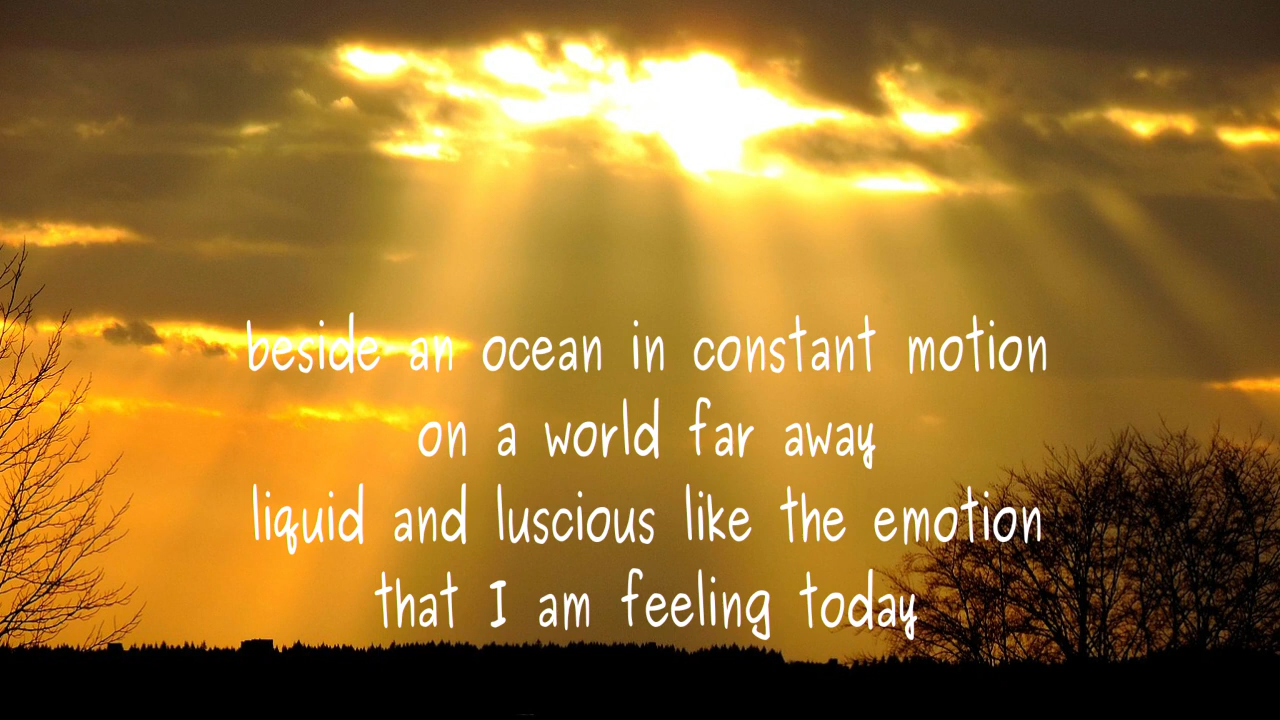 beside an ocean in constant motion
on a world far away
liquid and luscious like the emotion
that I am feeling today